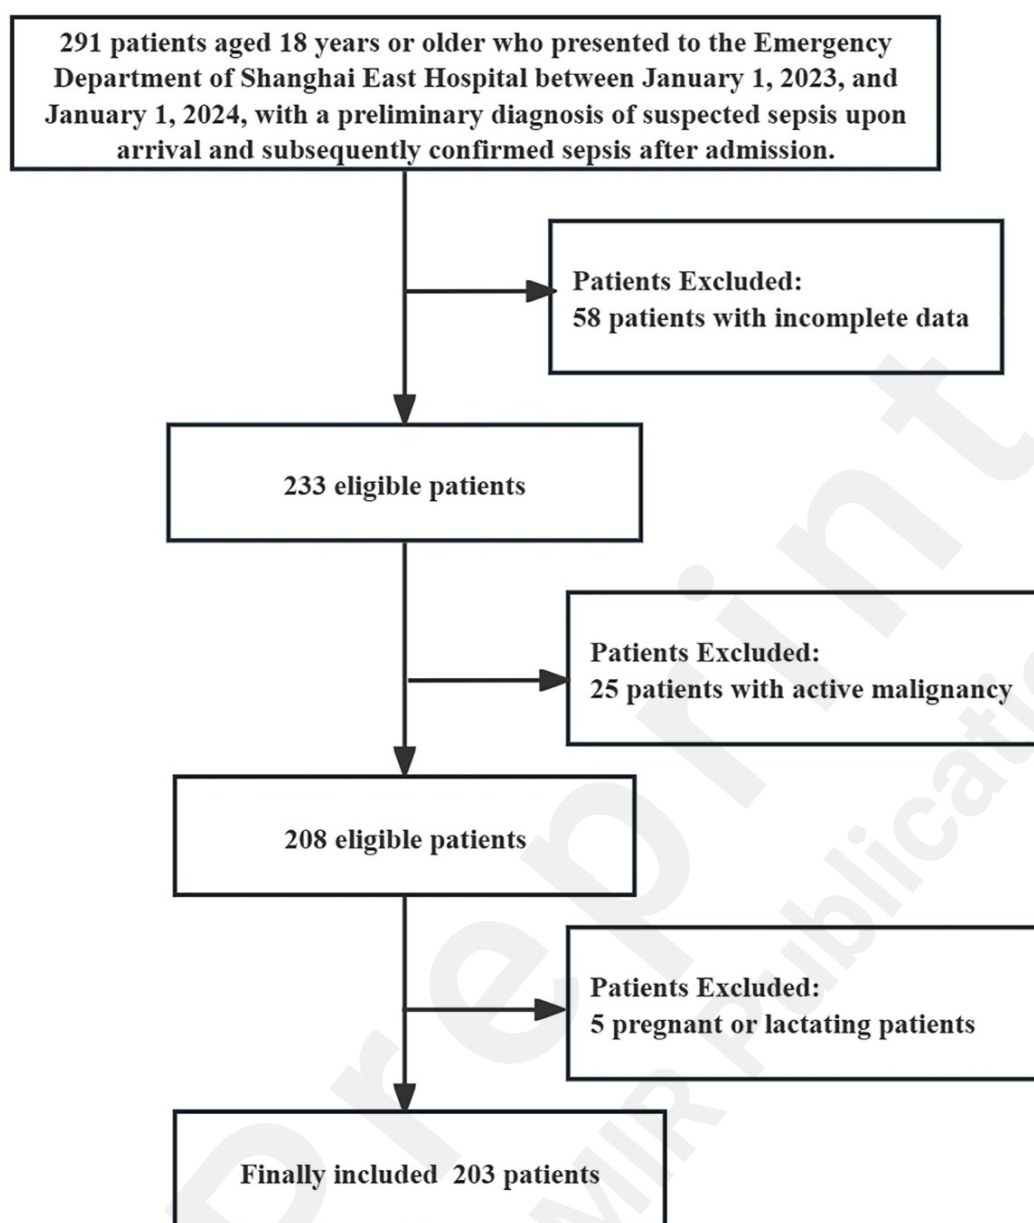 291 patients aged 18 years or older who presented to the Emergency
Department of Shanghai East Hospital between January 1, 2023, and
January 1, 2024, with a preliminary diagnosis of suspected sepsis upon
arrival and subsequently confirmed sepsis after admission.
Patients Excluded:
58 patients with incomplete data
233 eligible patients
Patients Excluded:
25 patients with active malignancy
208 eligible patients
Patients Excluded:
5 pregnant or lactating patients
Finally included  203 patients
Preprint